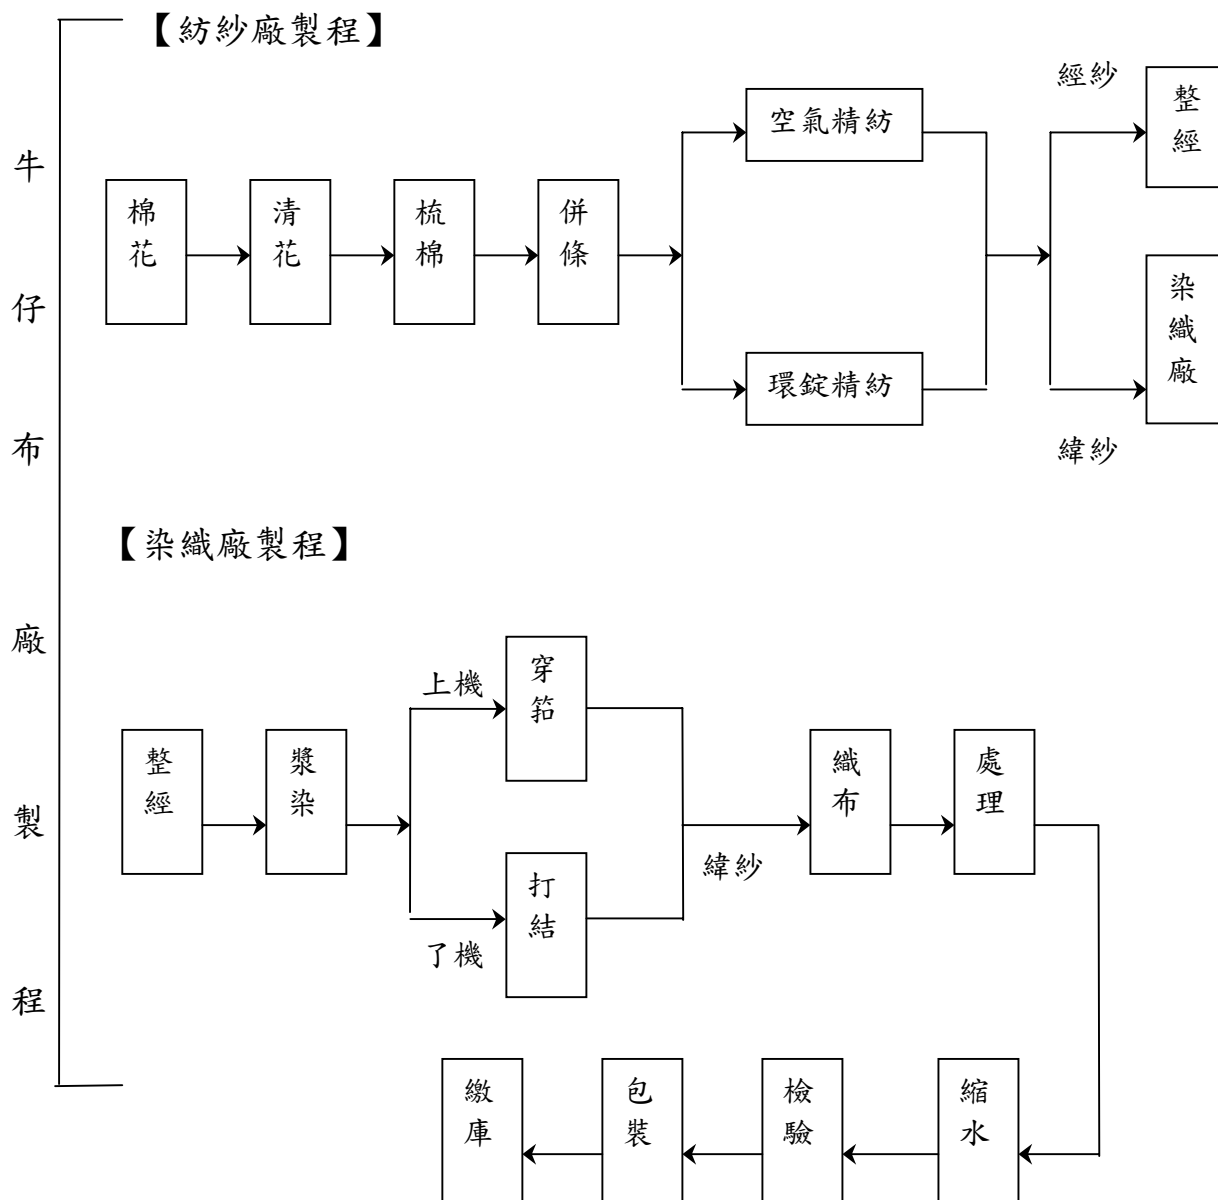 牛仔布廠製程
【紡紗廠製程】
棉花
清花
梳棉
併條
空氣精紡
環錠精紡
經紗
整經
染織廠
緯紗
【染織廠製程】
整經
漿染
上機
穿筘
了機
打結
緯紗
織布
處理
縮水
檢驗
包裝
繳庫